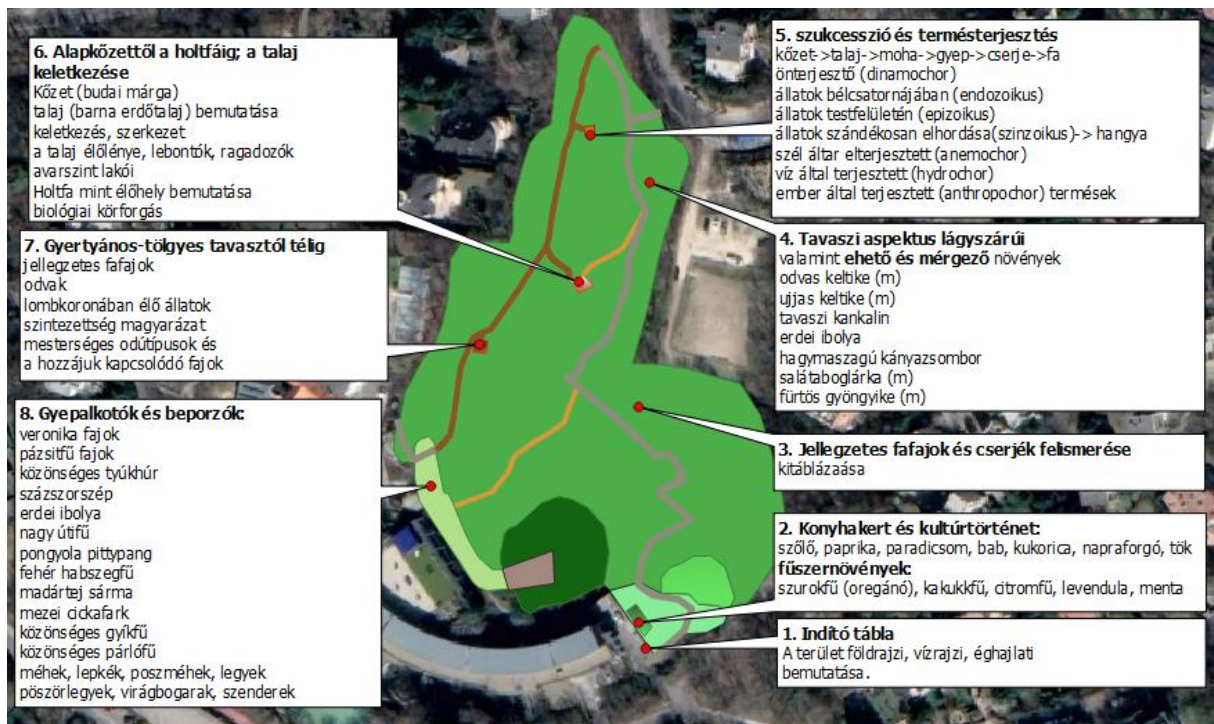 6. Alapkőzettől a holtfáig; a talaj
keletkezése
Kőzet (budai márga)
talaj (barna erdőtalaj) bemutatása
keletkezés, szerkezet
a talaj élőlénye, lebontók, ragadozók
avarszint lakói
Holtfa mint élőhely bemutatása
biológiai körforgás
7. Gyertyános-tölgyes tavasztól télig
jellegzetes fafajok
odvak
lombkoronában élő állatok
szintezettség magyarázat
mesterséges odútípusok és
a hozzájuk kapcsolódó fajok
8. Gyepalkotók és beporzók:
veronika fajok
pázsitfű fajok
közönséges tyúkhúr
százszorszép
erdei ibolya
nagy útifű
pongyola pittypang
fehér habszegfű
madártej sárma
mezei cickafark
közönséges gyíkfű
közönséges párlófű
méhek, lepkék, poszméhek, legyek
pöszörlegyek, virágbogarak, szenderek
5. szukcesszió és termésterjesztés
kőzet->talaj->moha->gyep->cserje->fa
önterjesztő (dinamochor)
állatok bélcsatornájában (endozoikus)
állatok testfelületén (epizoikus)
állatok szándékosan elhordása(szinzoikus)-> hangya
szél áltar elterjesztett (anemochor)
víz által terjesztett (hydrochor)
ember által terjesztett (anthropochor) termések
4. Tavaszi aspektus lágyszárúi
valamint ehető és mérgező növények
odvas keltike (m)
ujjas keltike (m)
tavaszi kankalin
erdei ibolya
hagymaszagú kányazsombor
salátaboglárka (m)
fürtös gyöngyike (m)
3. Jellegzetes fafajok és cserjék felismerése
kitáblázaása
2. Konyhakert és kultúrtörténet:
szőlő, paprika, paradicsom, bab, kukorica, napraforgó, tök
fűszernövények:
szurokfű (oregánó), kakukkfű, citromfű, levendula, menta
1. Indító tábla
A terület földrajzi, vízrajzi, éghajlati
bemutatása.